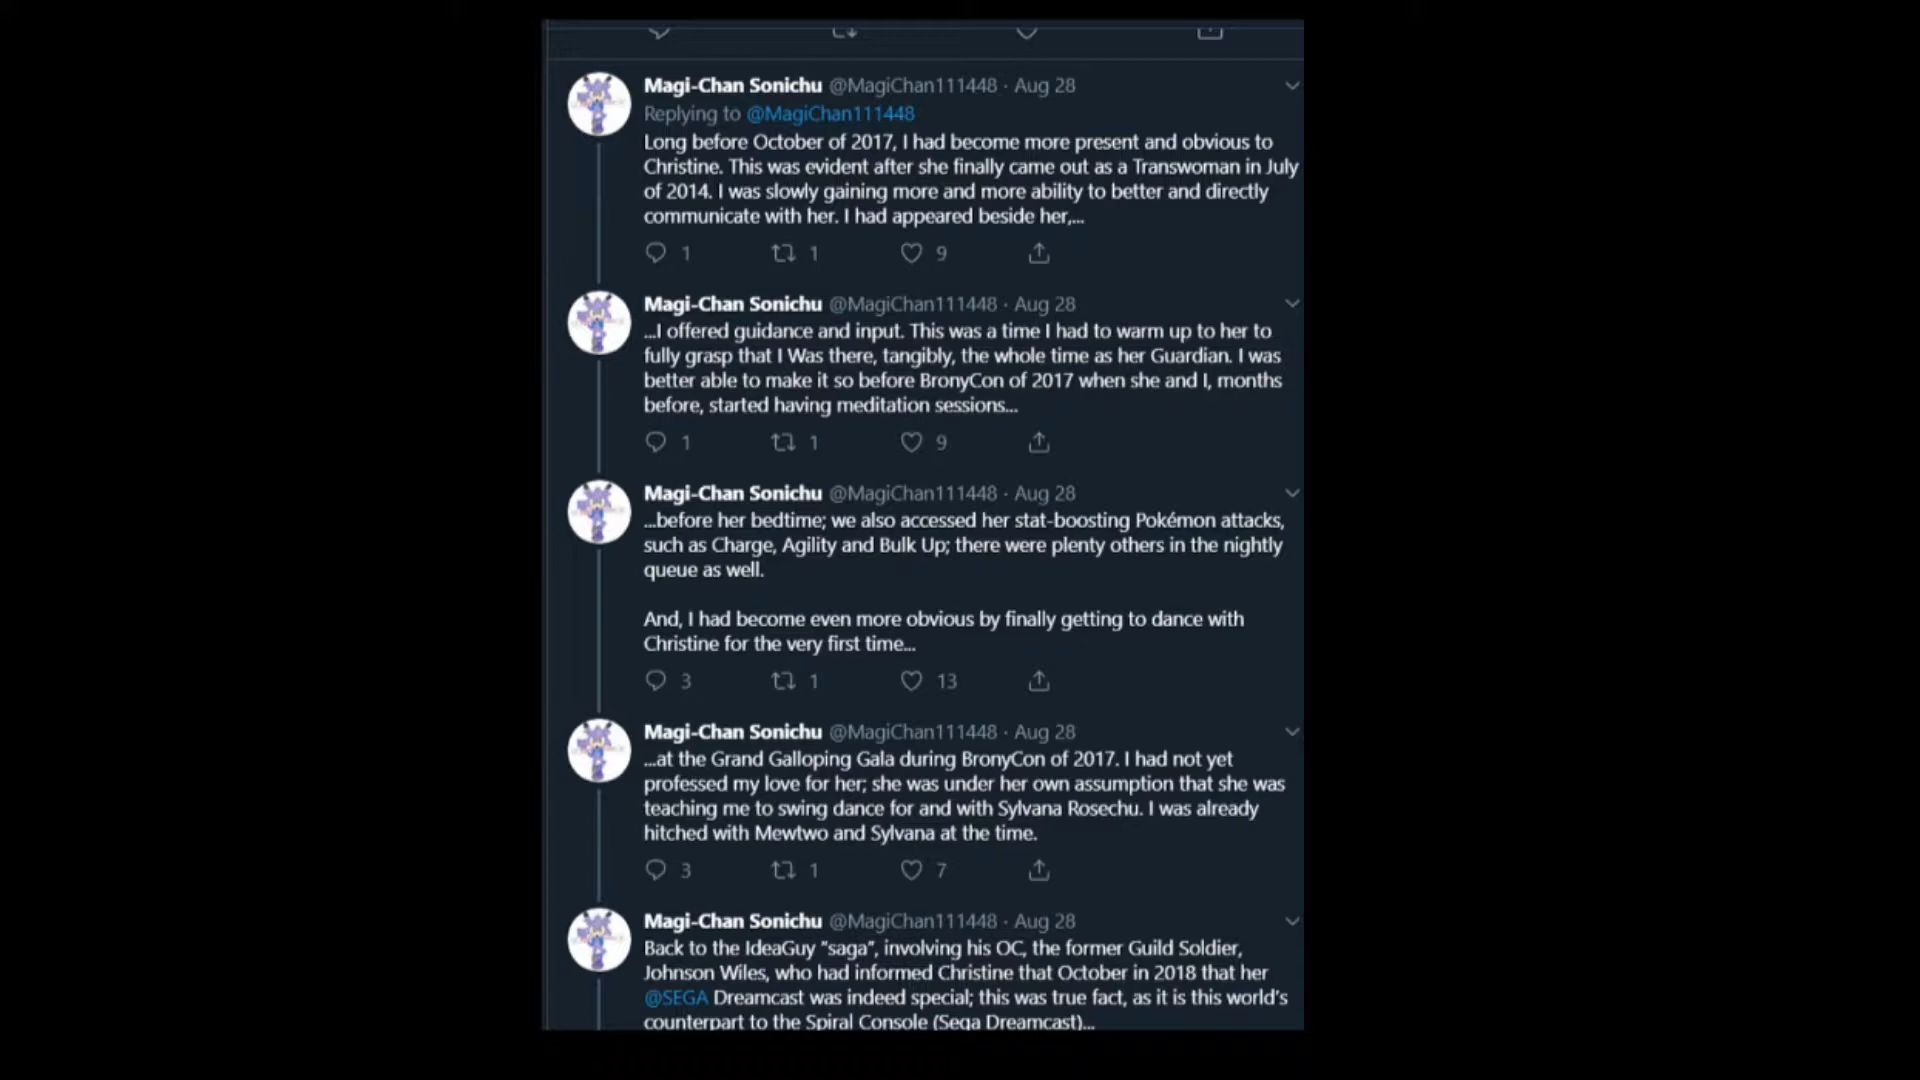 Magi-Chan Sonichu @MagiChan111448 · Aug 28
Replying to @MagiChan111448
Long before October of 2017, I had become more present and obvious to
Christine. This was evident after she finally came out as a Transwoman in July
of 2014. I was slowly gaining more and more ability to better and directly
communicate with her. I had appeared beside her,...
1 1 9
Magi-Chan Sonichu @MagiChan111448 · Aug 28
...I offered guidance and input. This was a time I had to warm up to her to
fully grasp that I Was there, tangibly, the whole time as her Guardian. I was
better able to make it so before BronyCon of 2017 when she and I, months
before, started having meditation sessions...
1 1 9
Magi-Chan Sonichu @MagiChan111448 · Aug 28
...before her bedtime; we also accessed her stat-boosting Pokémon attacks,
such as Charge, Agility and Bulk Up; there were plenty others in the nightly
queue as well.
And, I had become even more obvious by finally getting to dance with
Christine for the very first time...
3 1 13
Magi-Chan Sonichu @MagiChan111448 · Aug 28
...at the Grand Galloping Gala during BronyCon of 2017. I had not yet
professed my love for her; she was under her own assumption that she was
teaching me to swing dance for and with Sylvana Rosechu. I was already
hitched with Mewtwo and Sylvana at the time.
3 1 7
Magi-Chan Sonichu @MagiChan111448 · Aug 28
Back to the IdeaGuy "saga", involving his OC, the former Guild Soldier,
Johnson Wiles, who had informed Christine that October in 2018 that her
@SEGA Dreamcast was indeed special; this was true fact, as it is this world's
counterpart to the Spiral Console (Sega Dreamcast)...